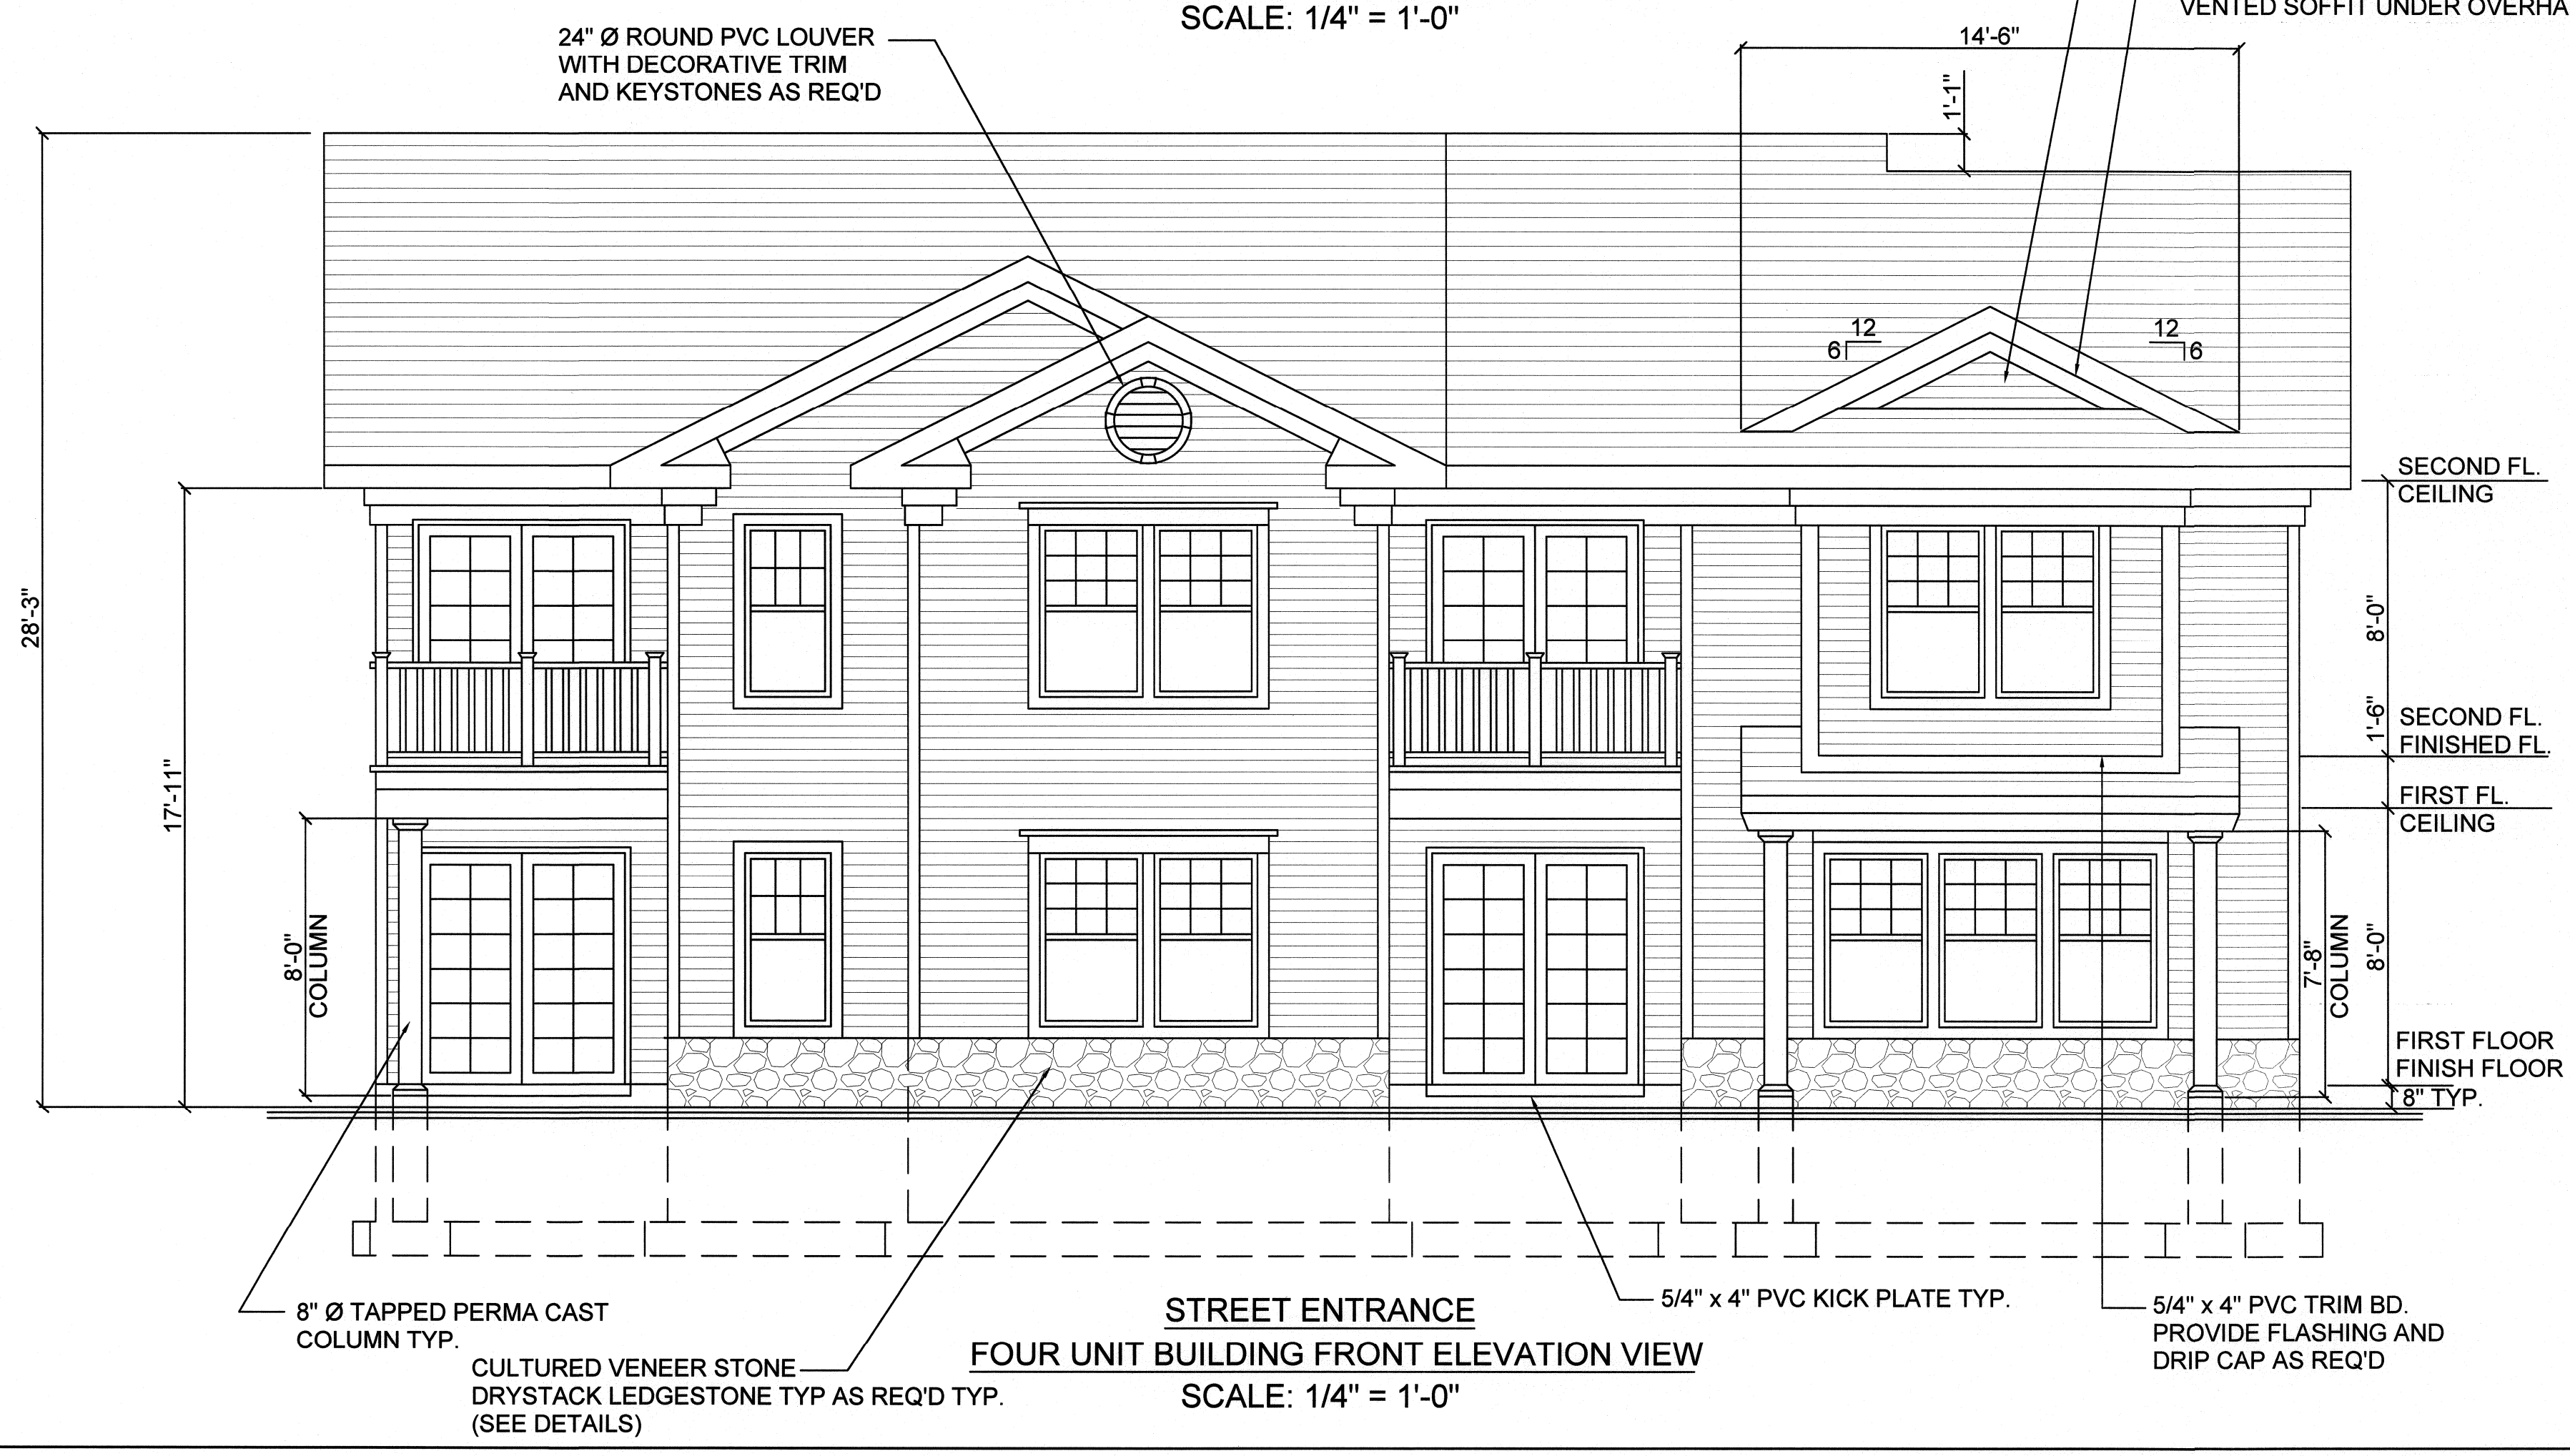 SCALE: 1/4" = 1'-0"
VENTED SOFFIT UNDER
24" Ø ROUND PVC LOUVER
WITH DECORATIVE TRIM
AND KEYSTONES AS REQ'D
14'-6"
1'-1"
12
6
12
6
SECOND FL.
CEILING
28'-3"
17'-11"
8'-0"
1'-6"
SECOND FL.
FINISHED FL.
FIRST FL.
CEILING
8'-0"
COLUMN
7'-8"
COLUMN
8'-0"
FIRST FLOOR
FINISH FLOOR
8" TYP.
8" Ø TAPPED PERMA CAST
COLUMN TYP.
CULTURED VENEER STONE
DRYSTACK LEDGESTONE TYP AS REQ'D TYP.
(SEE DETAILS)
STREET ENTRANCE
FOUR UNIT BUILDING FRONT ELEVATION VIEW
SCALE: 1/4" = 1'-0"
5/4" x 4" PVC KICK PLATE TYP.
5/4" x 4" PVC TRIM BD.
PROVIDE FLASHING AND
DRIP CAP AS REQ'D